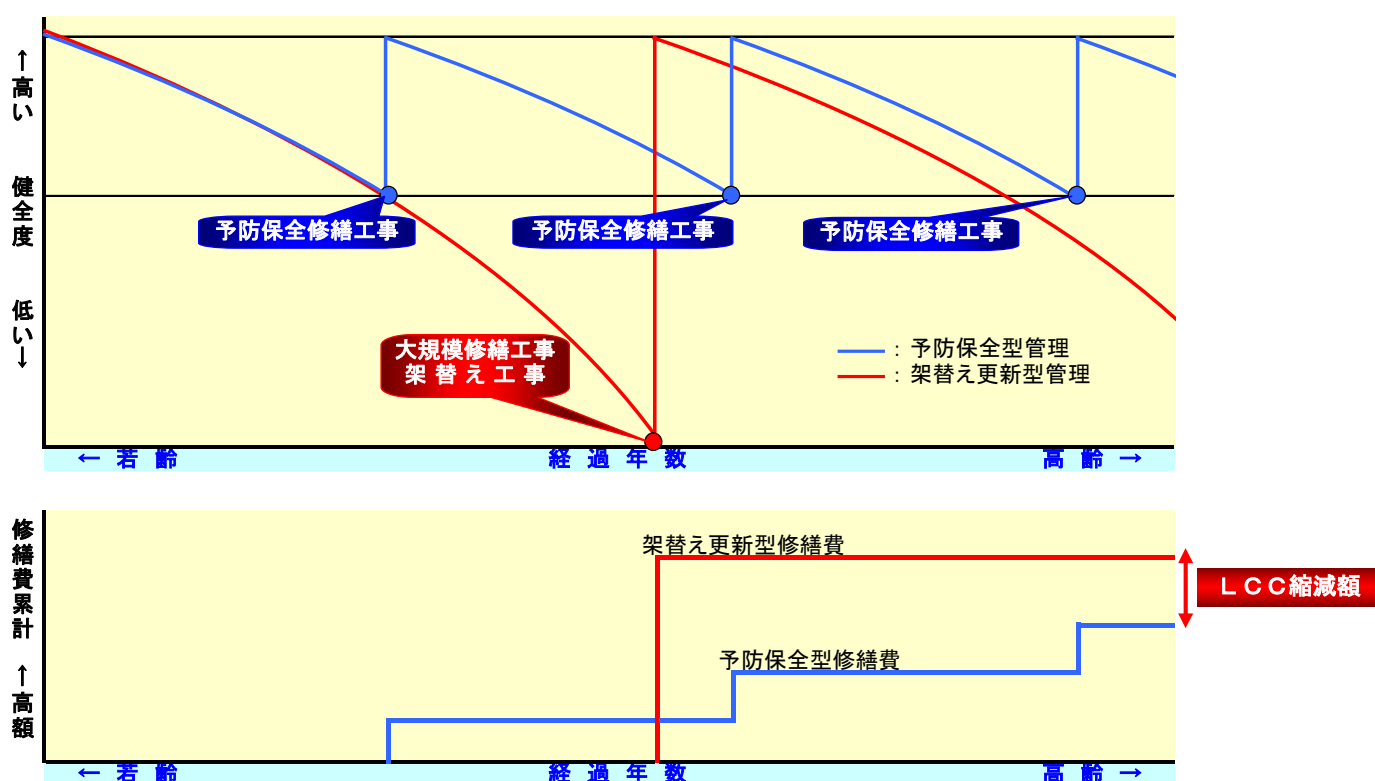 ↑高い 健全度 低い↓
予防保全修繕工事
予防保全修繕工事
予防保全修繕工事
大規模修繕工事
架替え工事
：予防保全型管理
：架替え更新型管理
← 若齢 経過年数 高齢 →
修繕費累計 ↑高額
架替え更新型修繕費
ＬＣＣ縮減額
予防保全型修繕費
← 若齢 経過年数 高齢 →